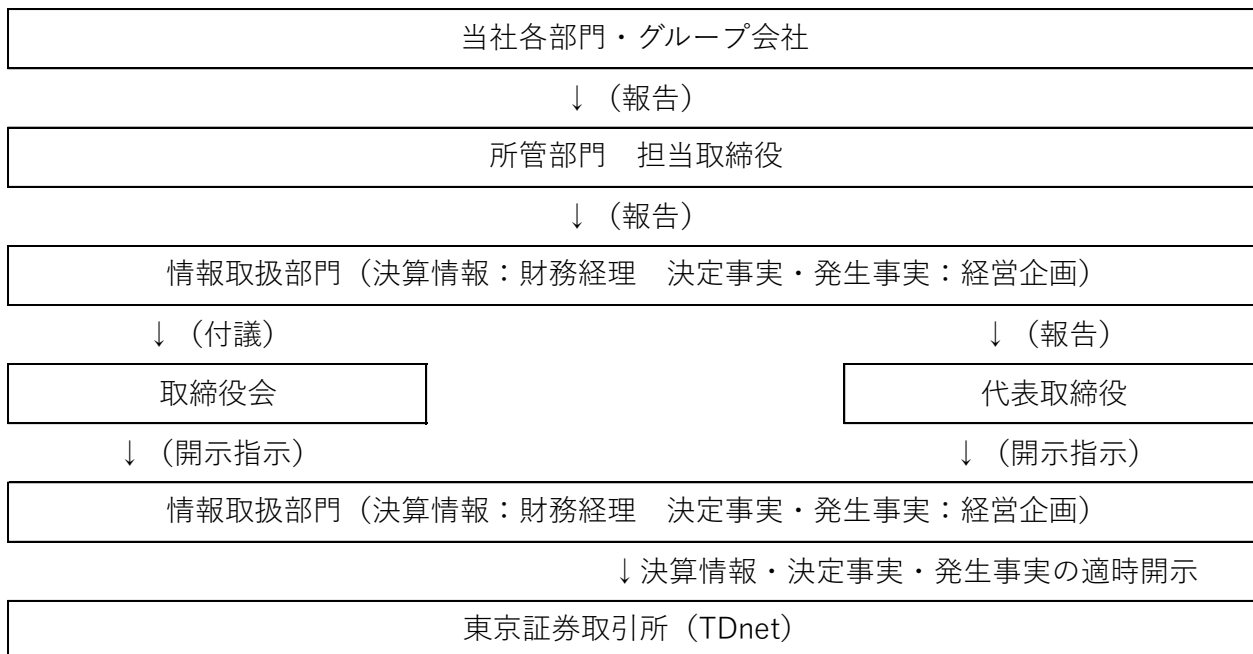 当社各部門・グループ会社
↓（報告）
所管部門　担当取締役
↓（報告）
情報取扱部門（決算情報：財務経理　決定事実・発生事実：経営企画）
↓（付議）　↓（報告）
取締役会　代表取締役
↓（開示指示）　↓（開示指示）
情報取扱部門（決算情報：財務経理　決定事実・発生事実：経営企画）
↓決算情報・決定事実・発生事実の適時開示
東京証券取引所（TDnet）